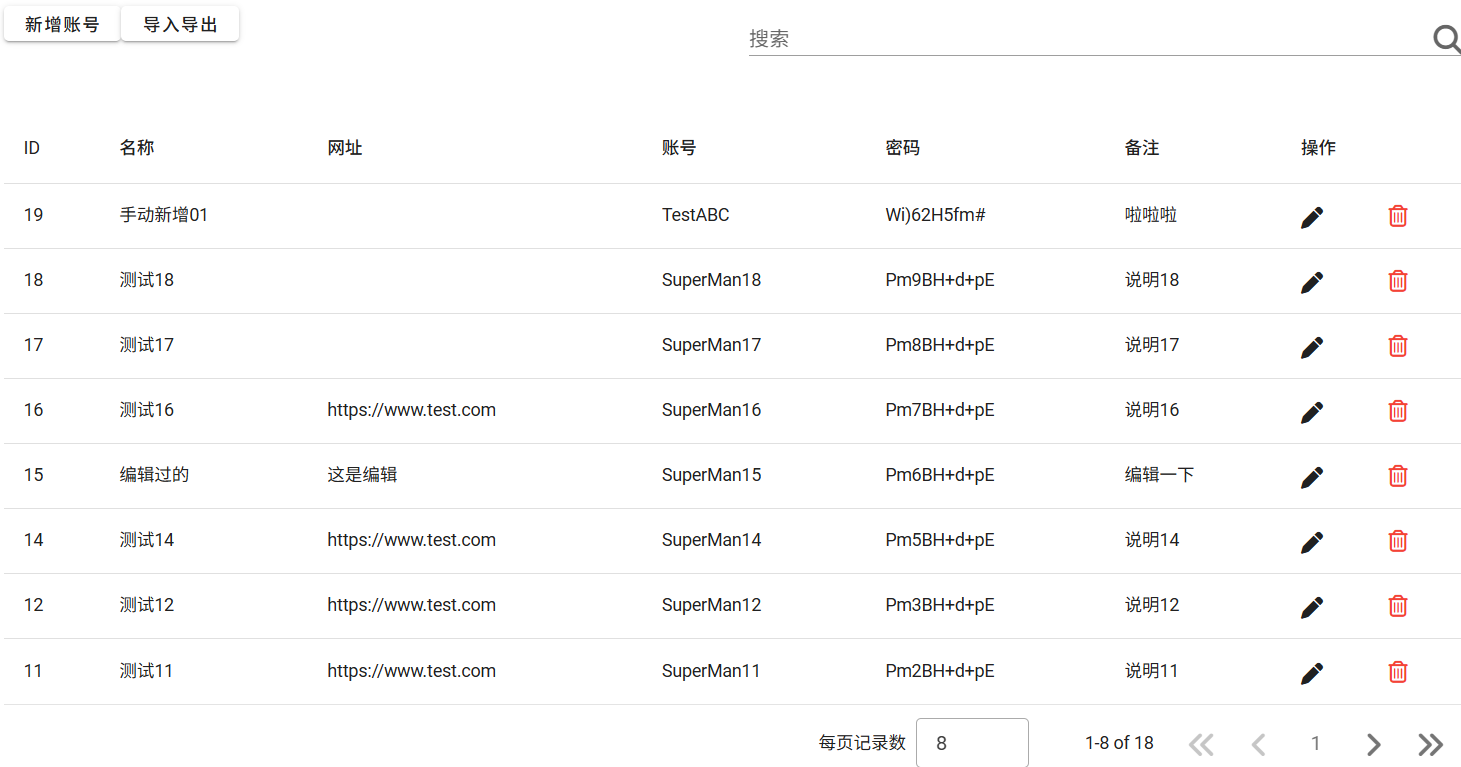 新增账号 导入导出
搜索
ID 名称 网址 账号 密码 备注 操作
19 手动新增01 TestABC Wi)62H5fm# 啦啦啦
18 测试18 SuperMan18 Pm9BH+d+pE 说明18
17 测试17 SuperMan17 Pm8BH+d+pE 说明17
16 测试16 https://www.test.com SuperMan16 Pm7BH+d+pE 说明16
15 编辑过的 这是编辑 SuperMan15 Pm6BH+d+pE 编辑一下
14 测试14 https://www.test.com SuperMan14 Pm5BH+d+pE 说明14
12 测试12 https://www.test.com SuperMan12 Pm3BH+d+pE 说明12
11 测试11 https://www.test.com SuperMan11 Pm2BH+d+pE 说明11
每页记录数 8 1-8 of 18 1